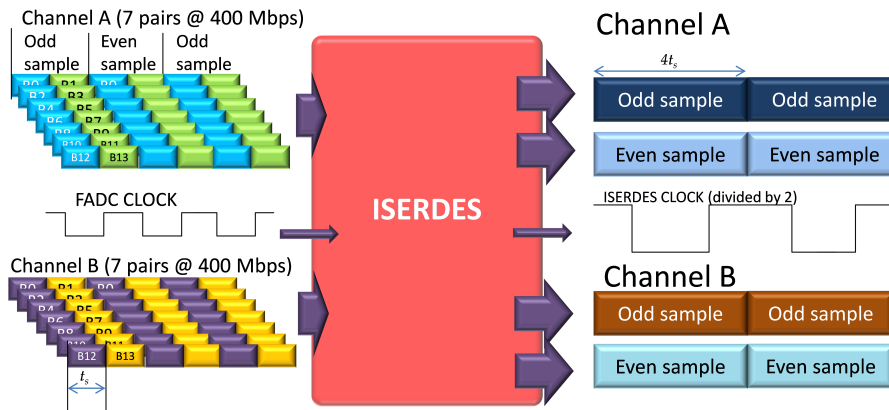 Channel A (7 pairs @ 400 Mbps)
Odd sample
Even sample
Odd sample
B0 B1 B0
B2 B3
B4 B5
B6 B7
B8 B9
B10 B11
B12 B13
FADC CLOCK
Channel B (7 pairs @ 400 Mbps)
B0 B1 B0
B2 B3
B4 B5
B6 B7
B8 B9
B10 B11
B12 B13
ts
ISERDES
Channel A
4ts
Odd sample Odd sample
Even sample Even sample
ISERDES CLOCK (divided by 2)
Channel B
Odd sample Odd sample
Even sample Even sample